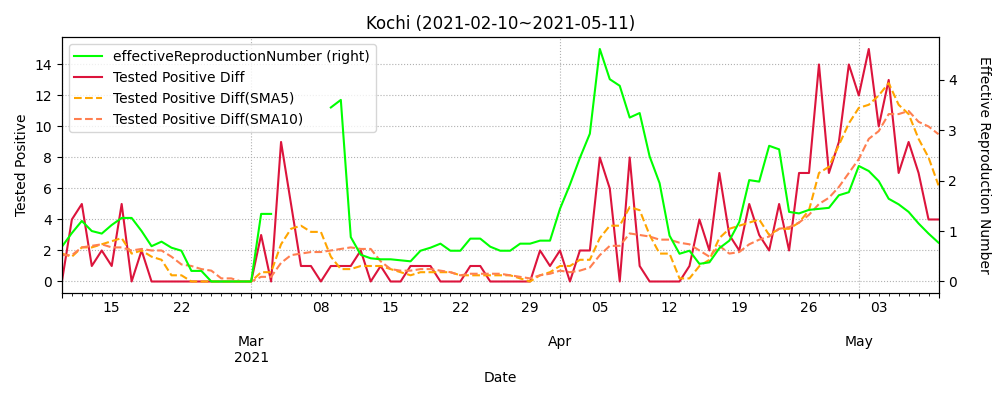 Kochi (2021-02-10~2021-05-11)
effectiveReproductionNumber (right)
Tested Positive Diff
Tested Positive Diff(SMA5)
Tested Positive Diff(SMA10)
Tested Positive
14
12
10
8
6
4
2
0
Effective Reproduction Number
4
3
2
1
0
15 22 08 15 22 29 05 12 19 26 03
Mar Apr May
2021
Date